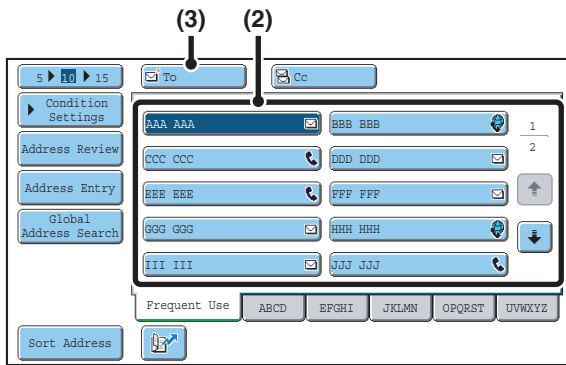 (3) (2)
5 10 15
To
Cc
Condition
Settings
Address Review
Address Entry
Global
Address Search
AAA AAA
BBB BBB
CCC CCC
DDD DDD
EEE EEE
FFF FFF
GGG GGG
HHH HHH
III III
JJJ JJJ
1
2
Frequent Use
ABCD
EFGHI
JKLMN
OPQRST
UVWXYZ
Sort Address